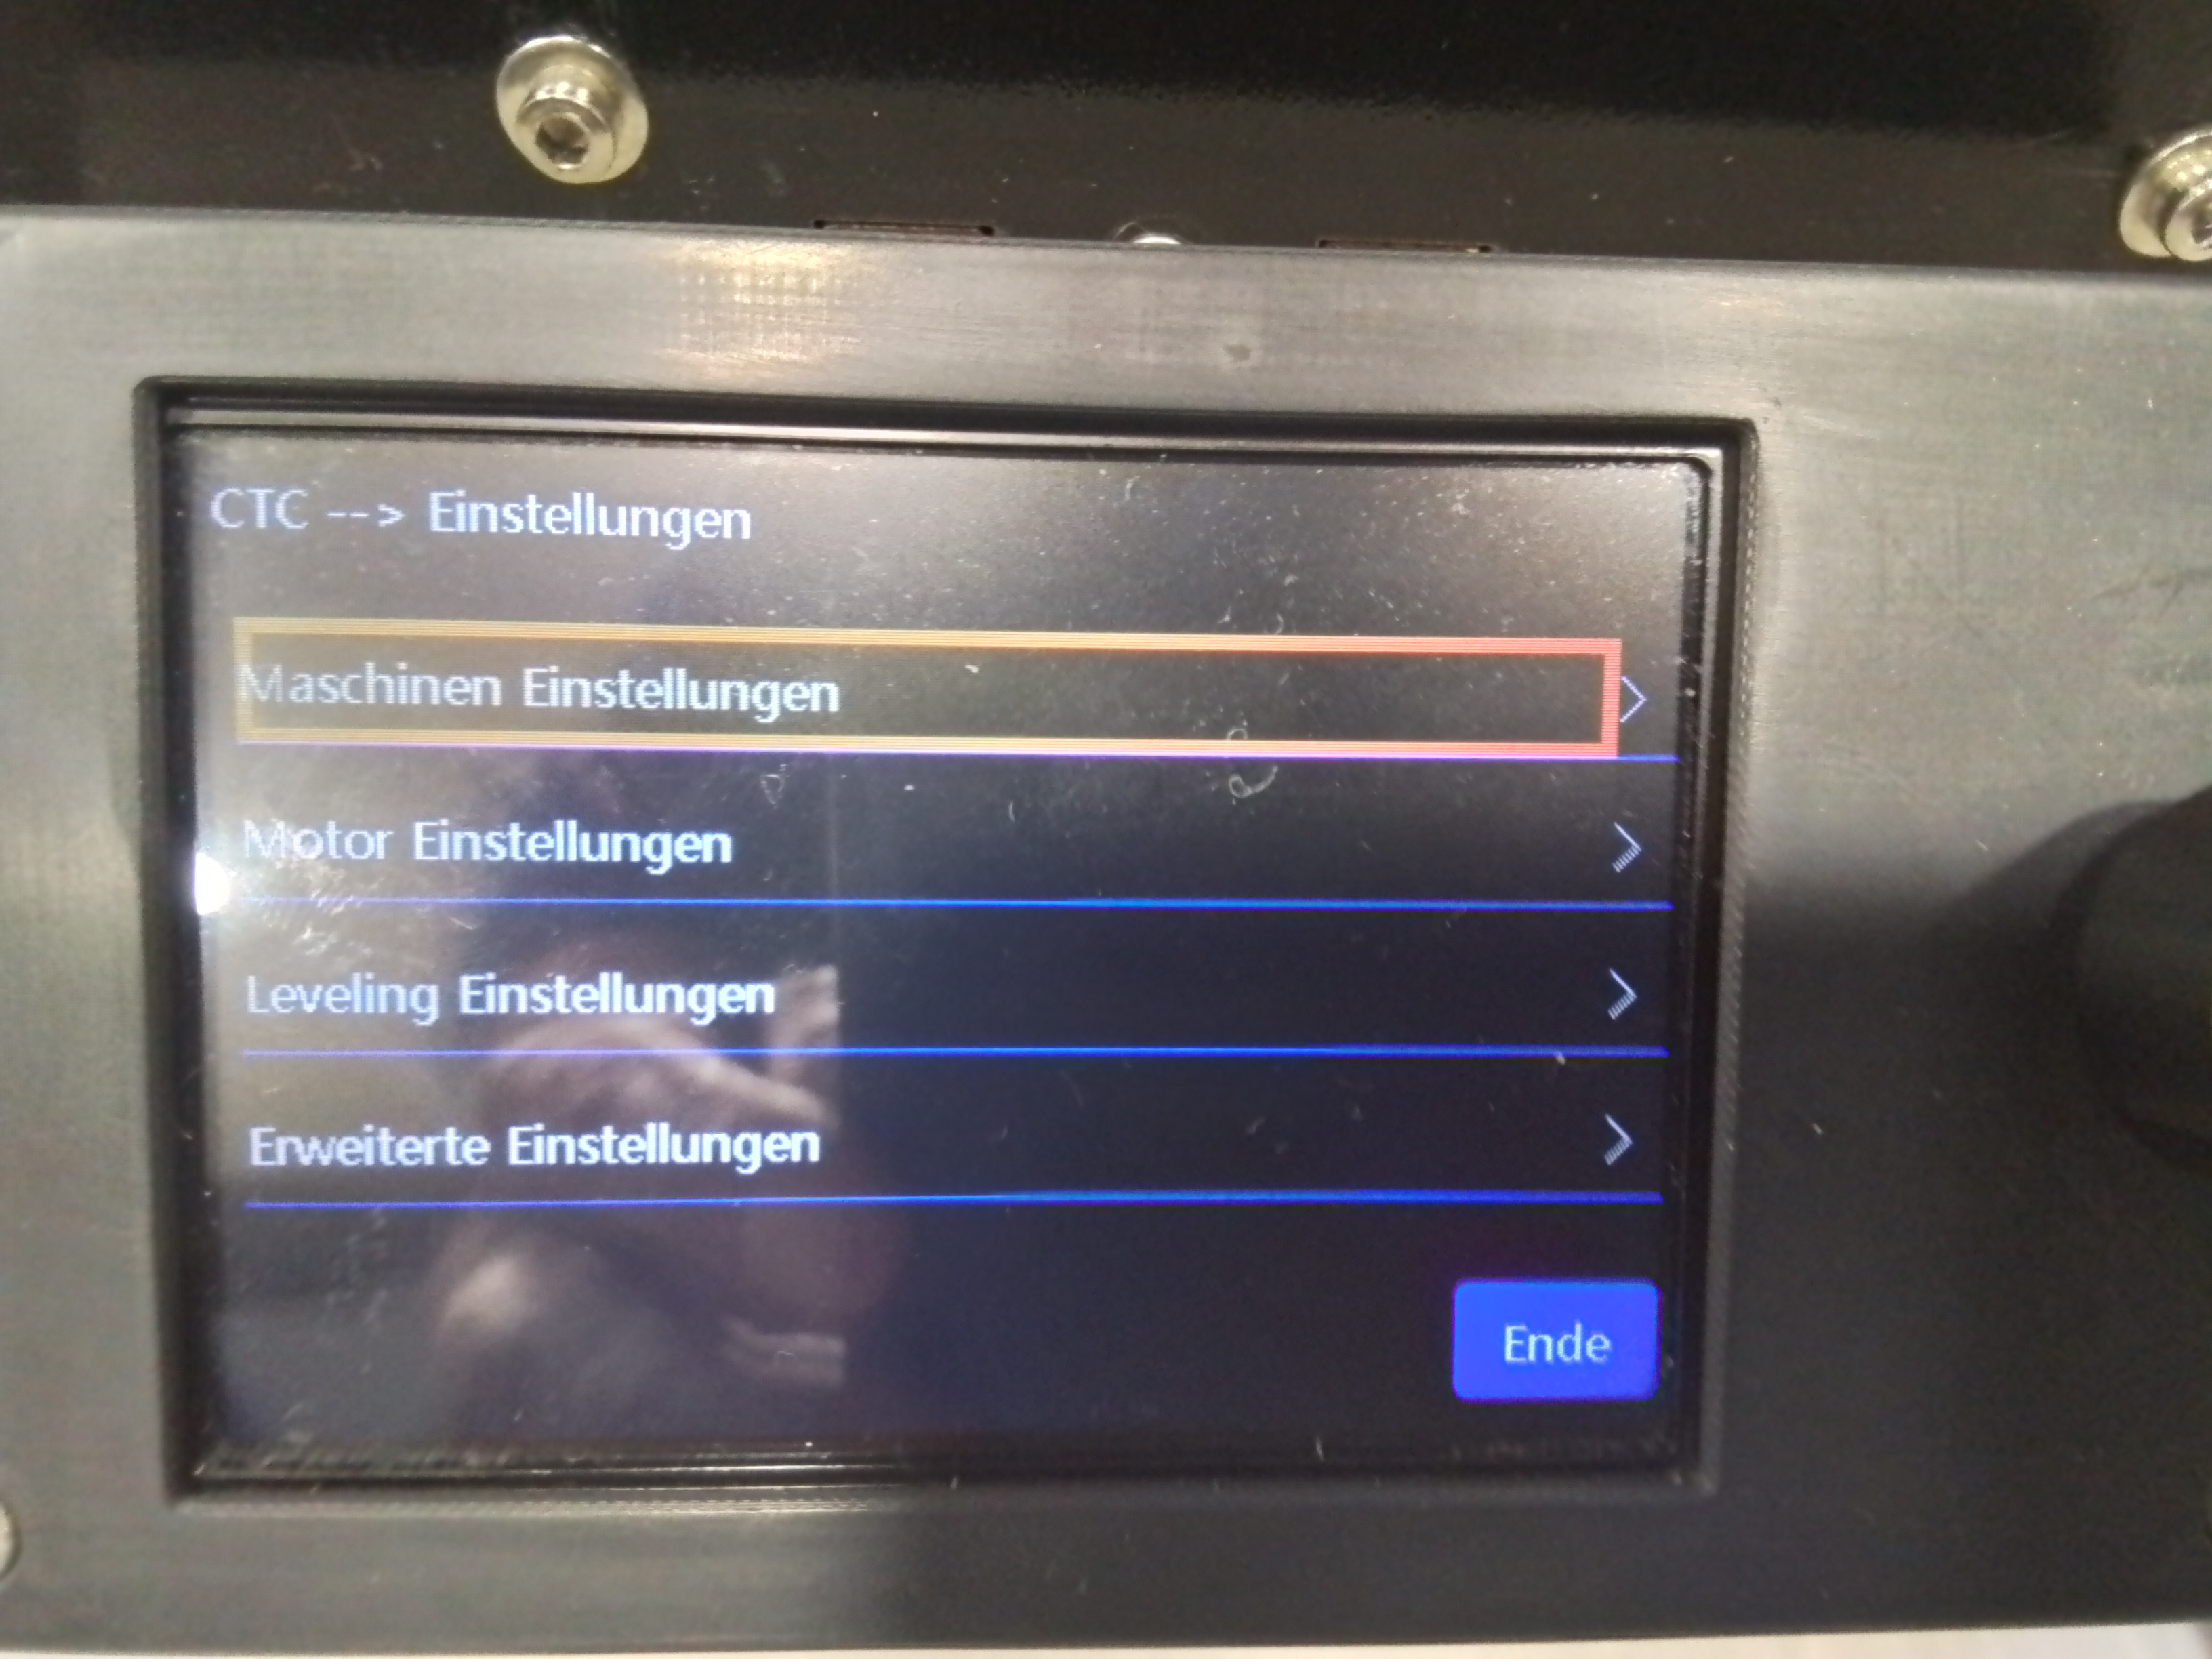 CTC --> Einstellungen
Maschinen Einstellungen
Motor Einstellungen
Leveling Einstellungen
Erweiterte Einstellungen
Ende